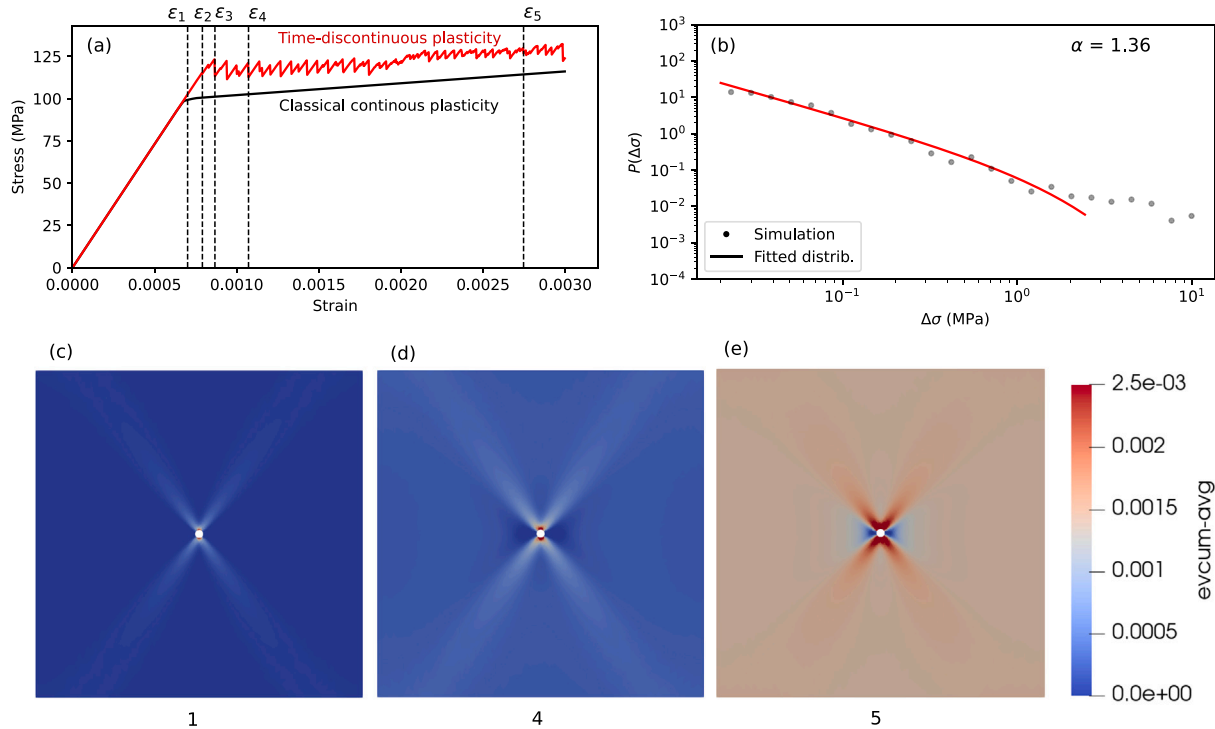 ε1 ε2 ε3 ε4 ε5
(a)
Time-discontinuous plasticity
Classical continous plasticity
125
100
75
50
25
0
Stress (MPa)
0.0000 0.0005 0.0010 0.0015 0.0020 0.0025 0.0030
Strain
(b)
α = 1.36
10^3
10^2
10^1
10^0
10^-1
10^-2
10^-3
10^-4
P(Δσ)
Simulation
Fitted distrib.
10^-1 10^0 10^1
Δσ (MPa)
(c)
(d)
(e)
1
4
5
2.5e-03
0.002
0.0015
0.001
0.0005
0.0e+00
evcum-avg